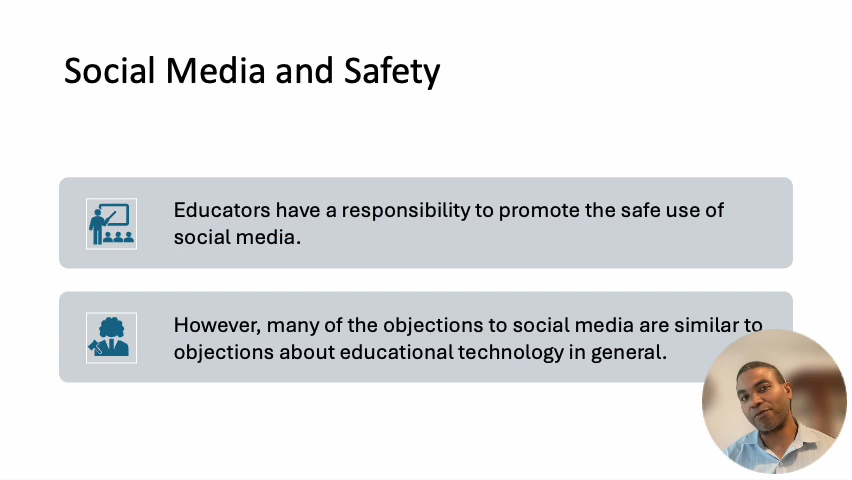 Social Media and Safety
Educators have a responsibility to promote the safe use of
social media.
However, many of the objections to social media are similar to
objections about educational technology in general.